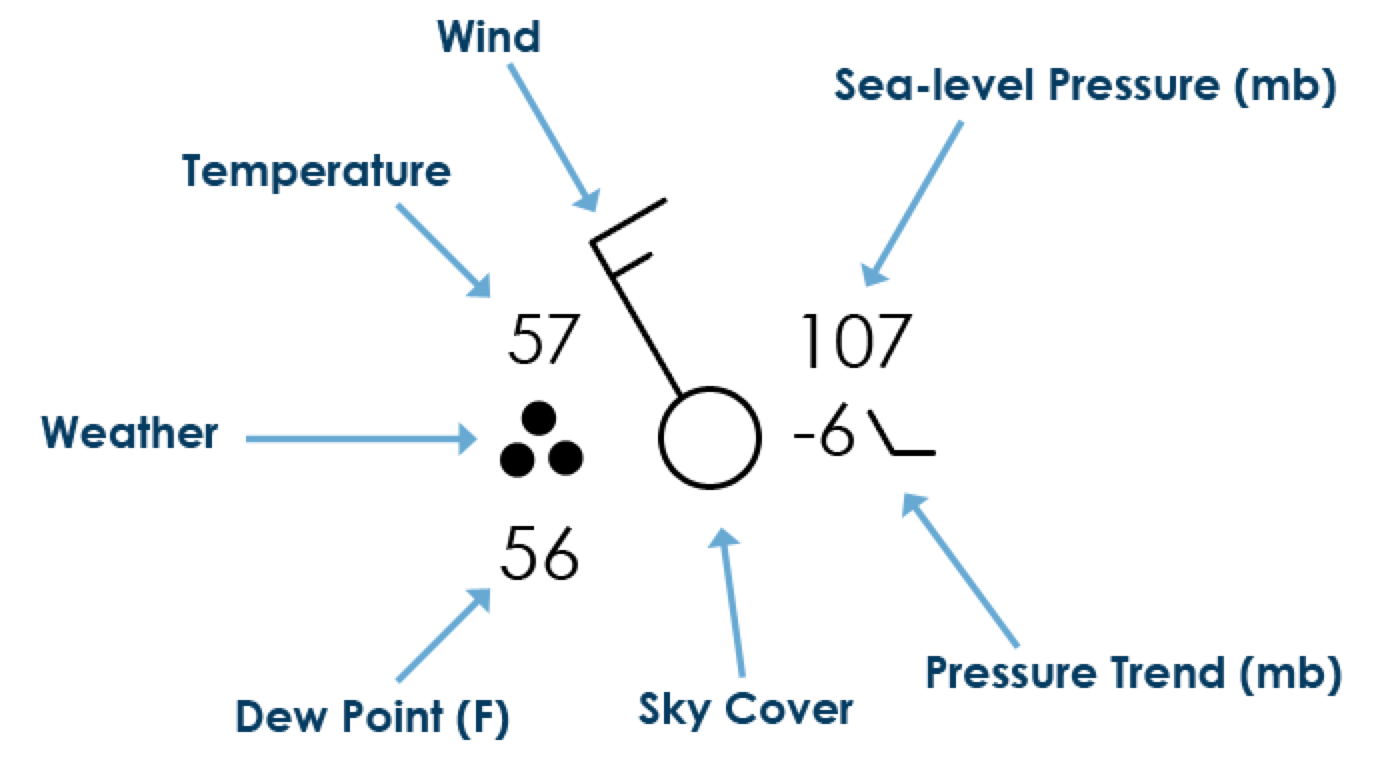 Wind
Sea-level Pressure (mb)
Temperature
57
107
Weather
-6
56
Pressure Trend (mb)
Dew Point (F)
Sky Cover